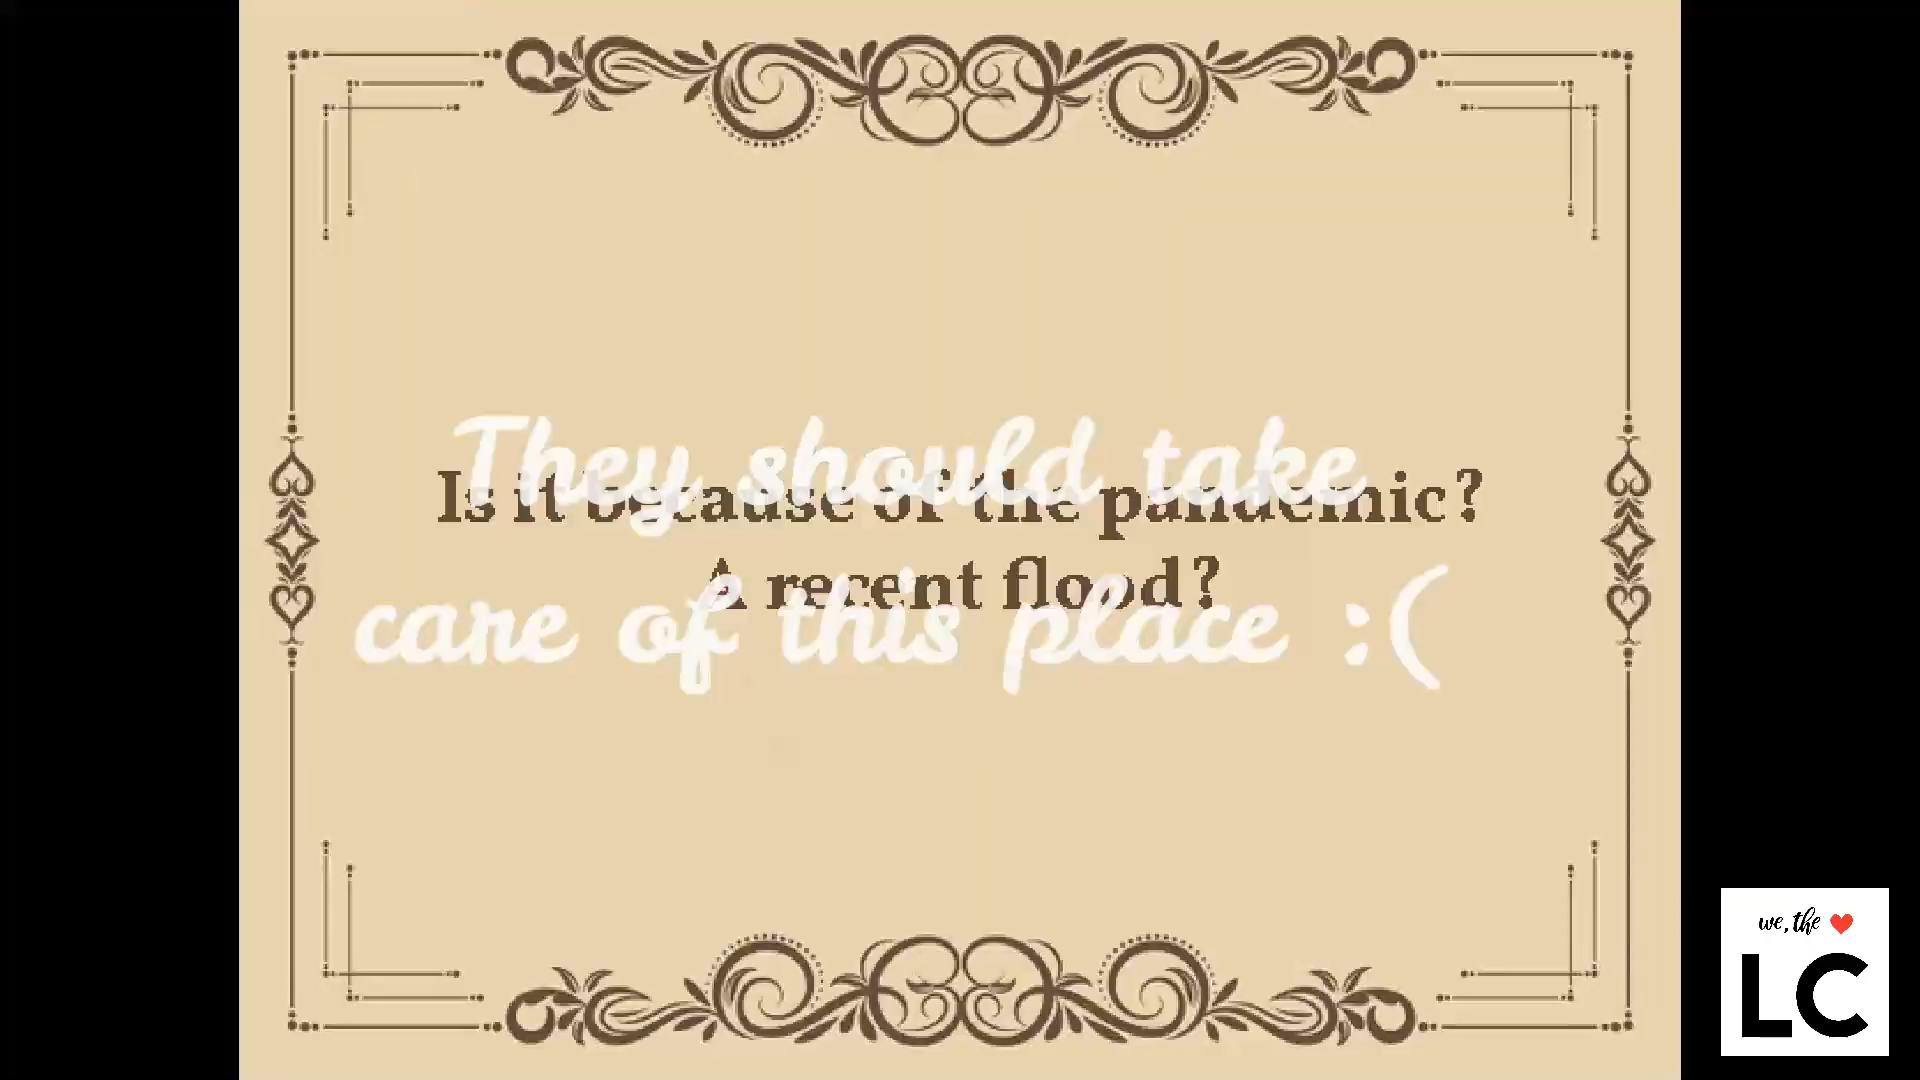 They should take
care of this place :(
Is it because of the pandemic?
A recent flood?
we, the
LC